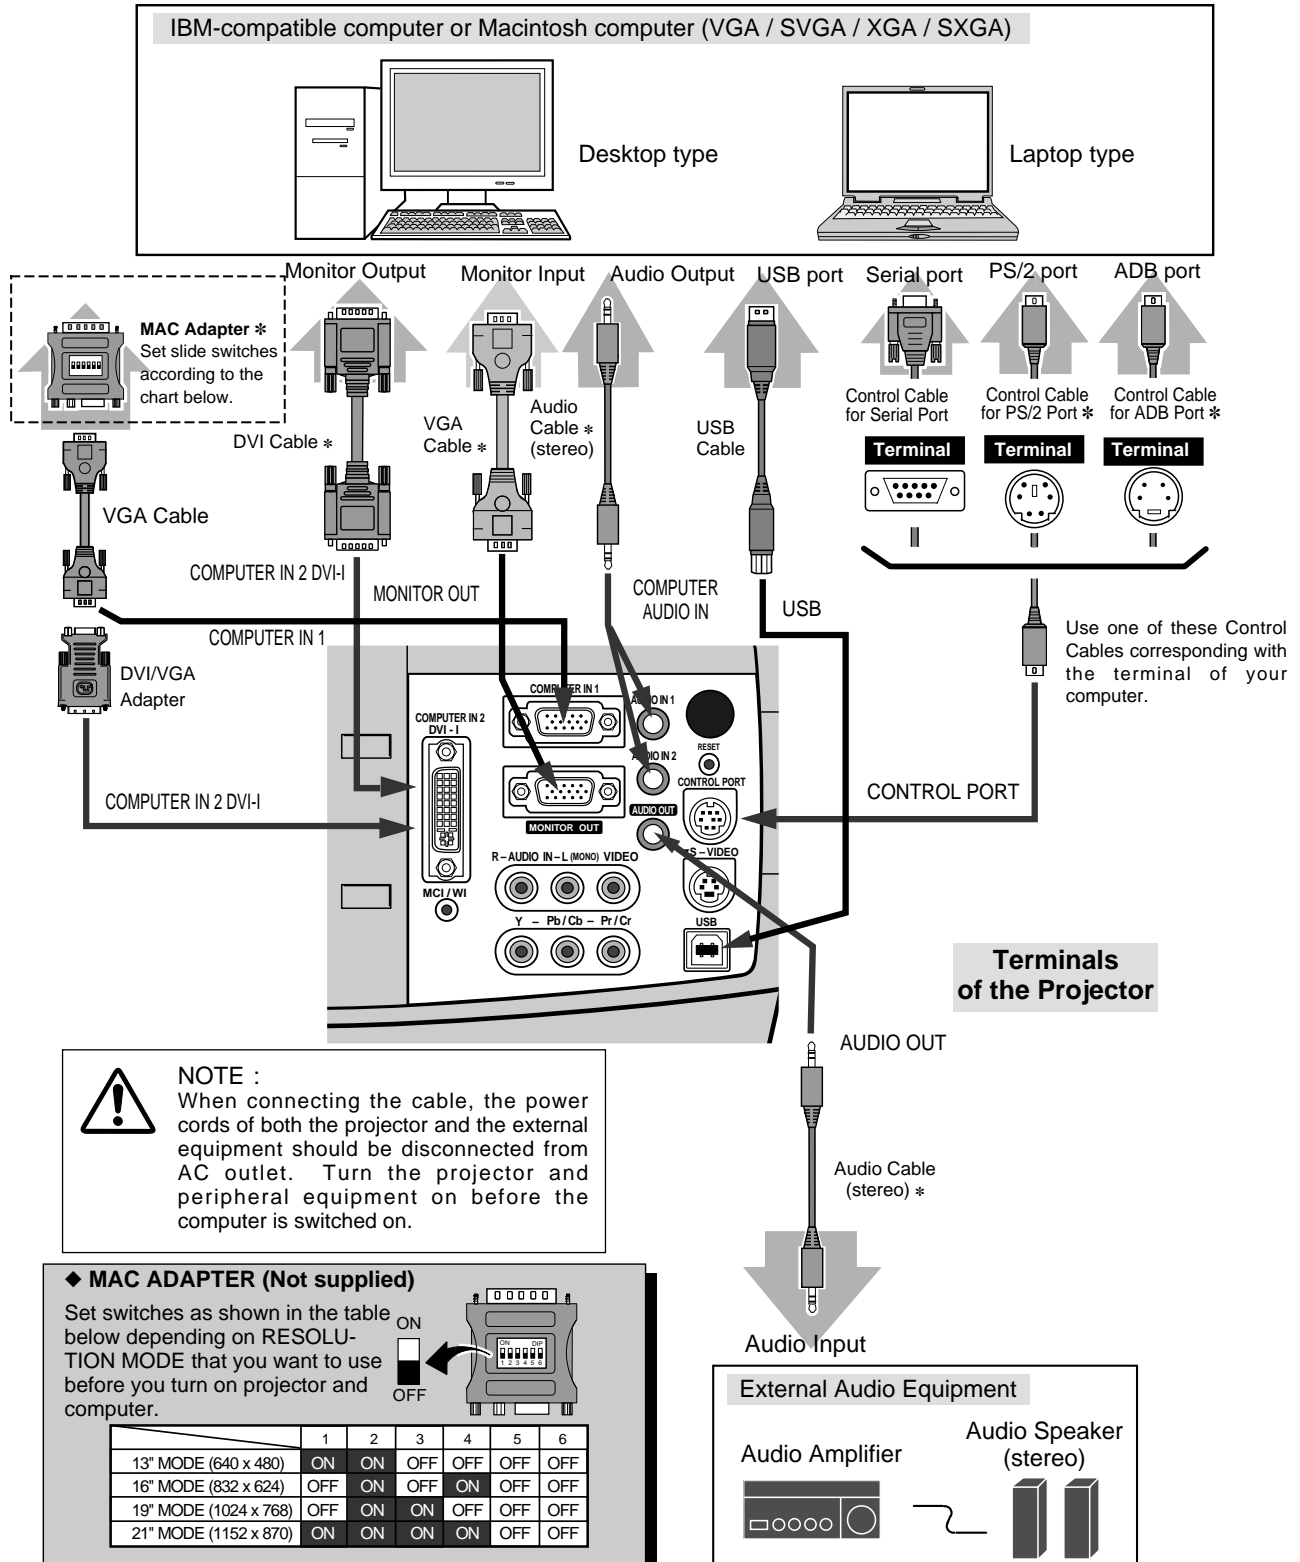 IBM-compatible computer or Macintosh computer (VGA / SVGA / XGA / SXGA)
Desktop type
Laptop type
Monitor Output
Monitor Input
Audio Output
USB port
Serial port
PS/2 port
ADB port
MAC Adapter ✻
Set slide switches
according to the
chart below.
DVI Cable ✻
VGA
Cable ✻
Audio
Cable ✻
(stereo)
USB
Cable
Control Cable
for Serial Port
Control Cable
for PS/2 Port ✻
Control Cable
for ADB Port ✻
Terminal
Terminal
Terminal
VGA Cable
COMPUTER IN 2 DVI-I
MONITOR OUT
COMPUTER
AUDIO IN
USB
COMPUTER IN 1
DVI/VGA
Adapter
Use one of these Control
Cables corresponding with
the terminal of your
computer.
COMPUTER IN 2 DVI-I
CONTROL PORT
COMPUTER IN 1
AUDIO IN 1
COMPUTER IN 2
DVI - I
AUDIO IN 2
RESET
CONTROL PORT
AUDIO OUT
MONITOR OUT
S – VIDEO
R – AUDIO IN – L (MONO) VIDEO
MCI / WI
Y – Pb / Cb – Pr / Cr
USB
Terminals
of the Projector
AUDIO OUT
NOTE :
When connecting the cable, the power
cords of both the projector and the external
equipment should be disconnected from
AC outlet. Turn the projector and
peripheral equipment on before the
computer is switched on.
Audio Cable
(stereo) ✻
◆ MAC ADAPTER (Not supplied)
Set switches as shown in the table
below depending on RESOLU-
TION MODE that you want to use
before you turn on projector and
computer.
ON
OFF
ON DIP
1 2 3 4 5 6
1 2 3 4 5 6
13" MODE (640 x 480) ON ON OFF OFF OFF OFF
16" MODE (832 x 624) OFF ON OFF ON OFF OFF
19" MODE (1024 x 768) OFF ON ON OFF OFF OFF
21" MODE (1152 x 870) ON ON ON ON OFF OFF
Audio Input
External Audio Equipment
Audio Amplifier
Audio Speaker
(stereo)